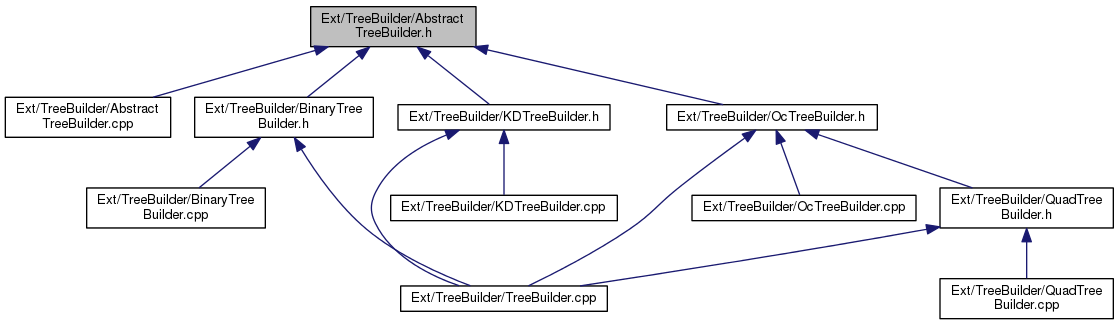 Ext/TreeBuilder/Abstract
TreeBuilder.h
Ext/TreeBuilder/Abstract
TreeBuilder.cpp
Ext/TreeBuilder/BinaryTree
Builder.h
Ext/TreeBuilder/KDTreeBuilder.h
Ext/TreeBuilder/OcTreeBuilder.h
Ext/TreeBuilder/BinaryTree
Builder.cpp
Ext/TreeBuilder/KDTreeBuilder.cpp
Ext/TreeBuilder/OcTreeBuilder.cpp
Ext/TreeBuilder/QuadTree
Builder.h
Ext/TreeBuilder/TreeBuilder.cpp
Ext/TreeBuilder/QuadTree
Builder.cpp